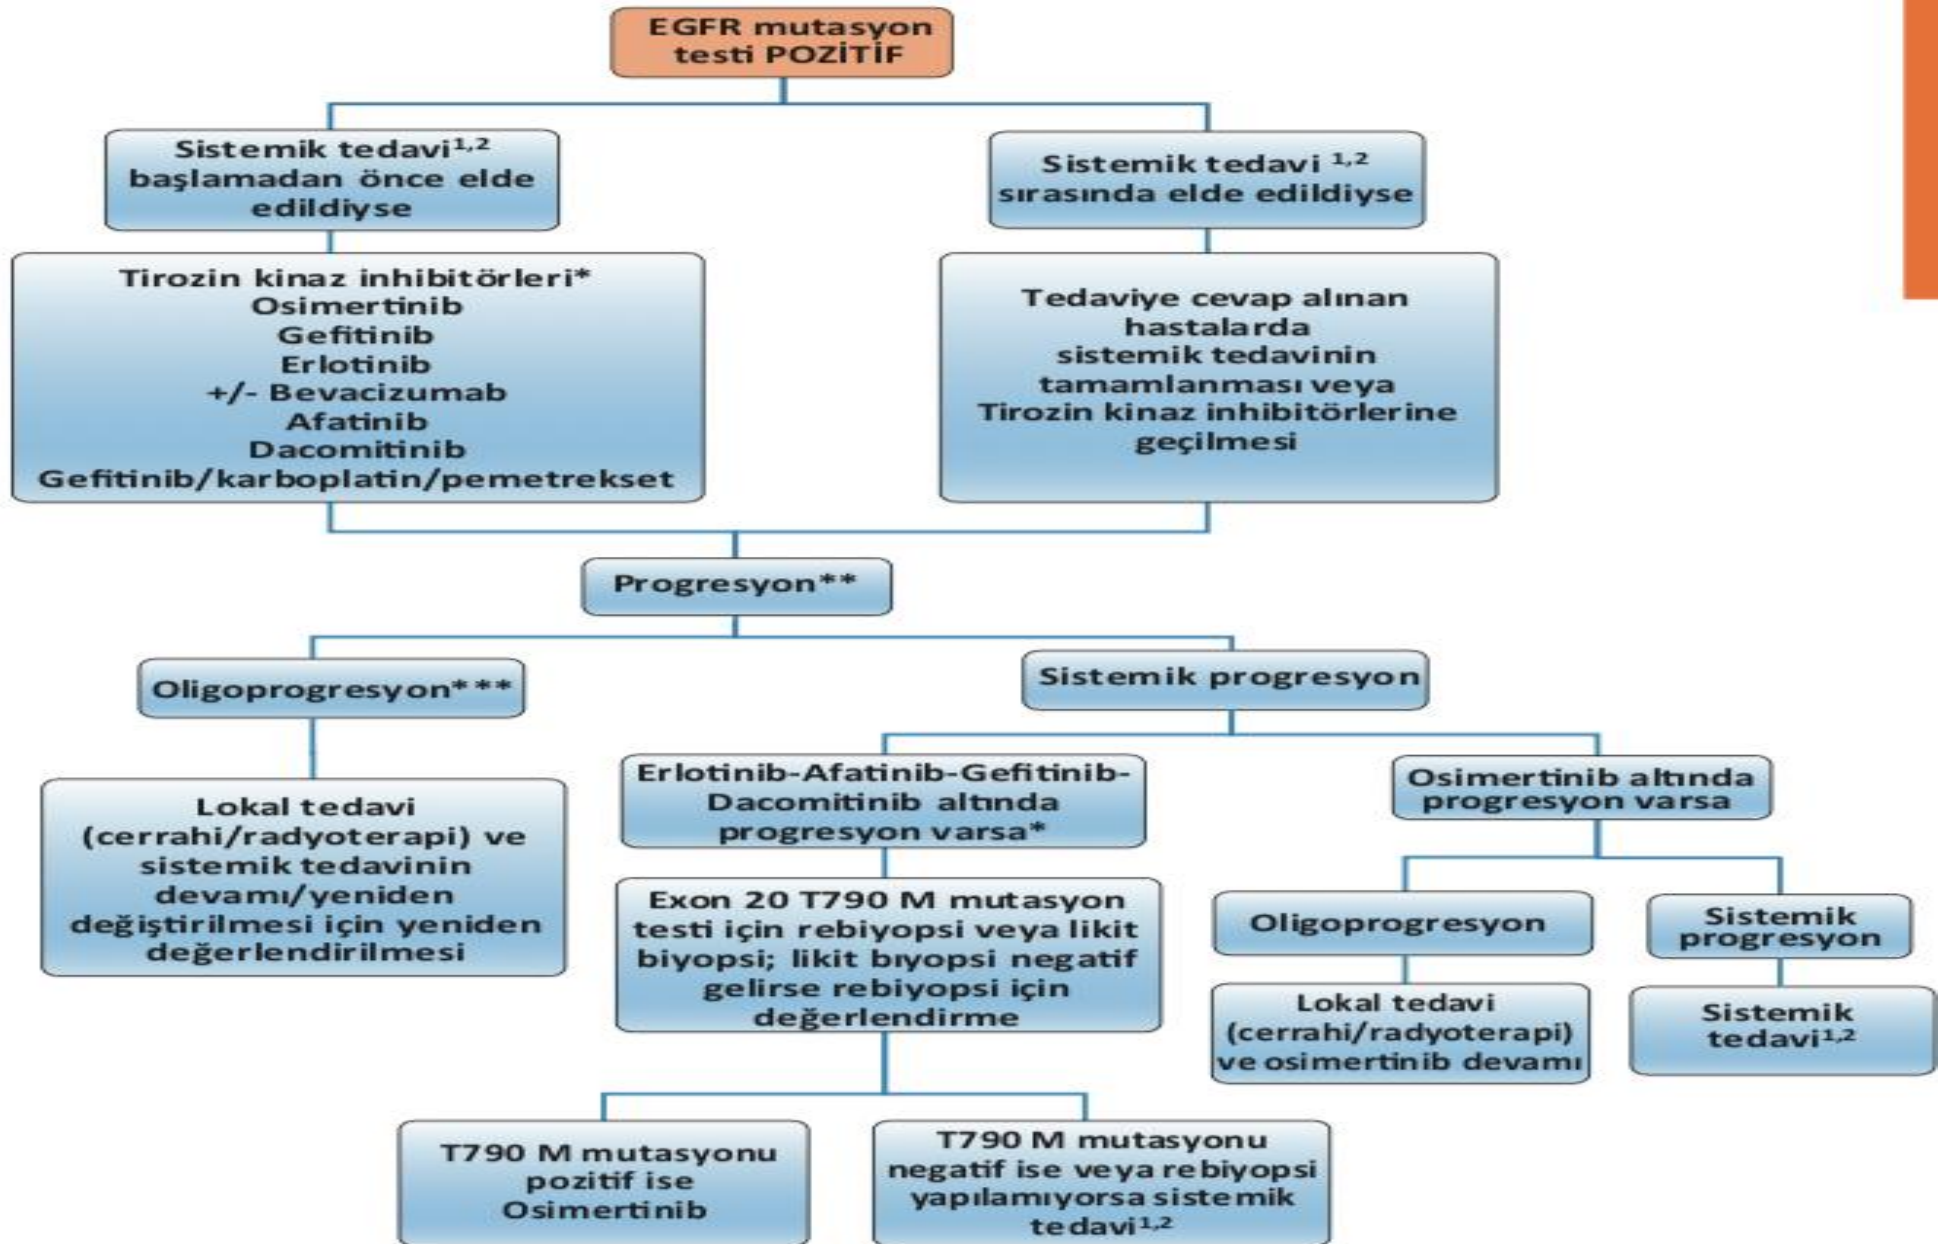 EGFR mutasyon
testi POZİTİF
Sistemik tedavi1,2
başlamadan önce elde
edildiyse
Sistemik tedavi 1,2
sırasında elde edildiyse
Tirozin kinaz inhibitörleri*
Osimertinib
Gefitinib
Erlotinib
+/- Bevacizumab
Afatinib
Dacomitinib
Gefitinib/karboplatin/pemetrekset
Tedaviye cevap alınan
hastalarda
sistemik tedavinin
tamamlanması veya
Tirozin kinaz inhibitörlerine
geçilmesi
Progresyon**
Oligoprogresyon***
Sistemik progresyon
Lokal tedavi
(cerrahi/radyoterapi) ve
sistemik tedavinin
devamı/yeniden
değiştirilmesi için yeniden
değerlendirilmesi
Erlotinib-Afatinib-Gefitinib-
Dacomitinib altında
progresyon varsa*
Osimertinib altında
progresyon varsa
Exon 20 T790 M mutasyon
testi için rebiyopsi veya likit
biyopsi; likit bıyopsi negatif
gelirse rebiyopsi için
değerlendirme
Oligoprogresyon
Sistemik
progresyon
Lokal tedavi
(cerrahi/radyoterapi)
ve osimertinib devamı
Sistemik
tedavi1,2
T790 M mutasyonu
pozitif ise
Osimertinib
T790 M mutasyonu
negatif ise veya rebiyopsi
yapılamıyorsa sistemik
tedavi1,2